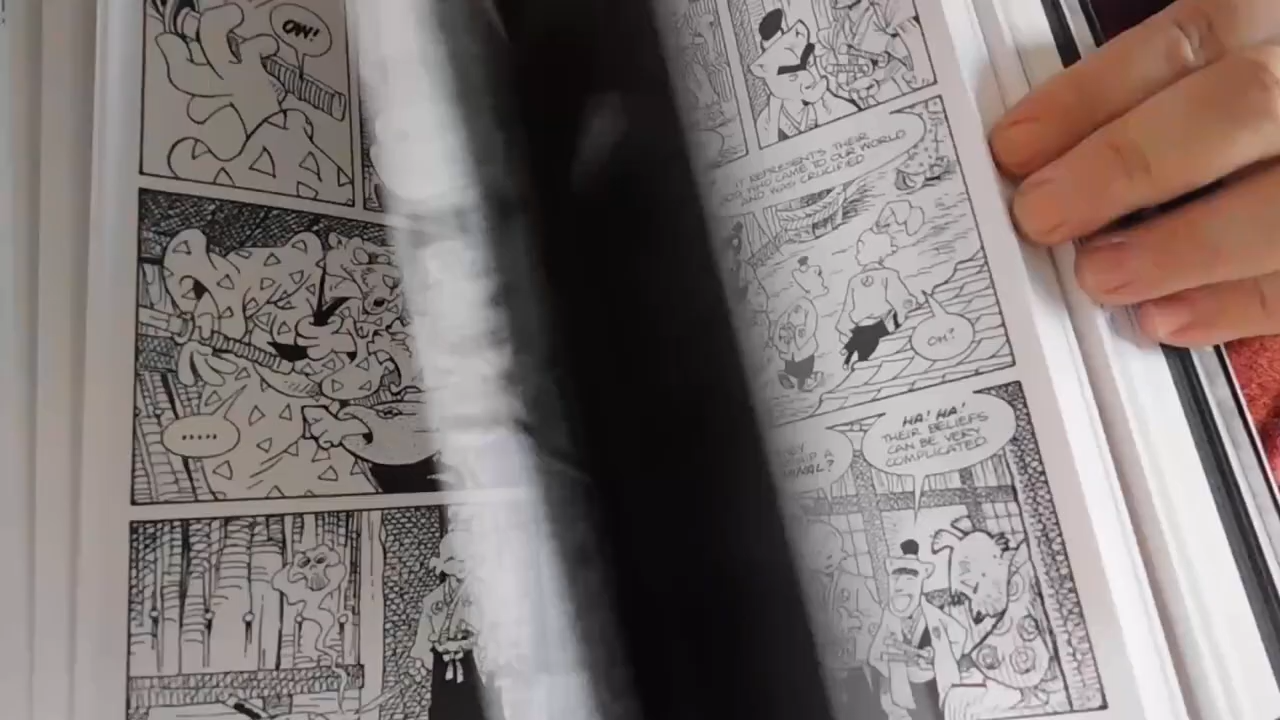 OW!
.....
IT REPRESENTS THEIR
GOD WHO CAME TO OUR WORLD
AND WAS CRUCIFIED.
OH?
A
HA! HA!
THEIR BELIEFS
CAN BE VERY
COMPLICATED.